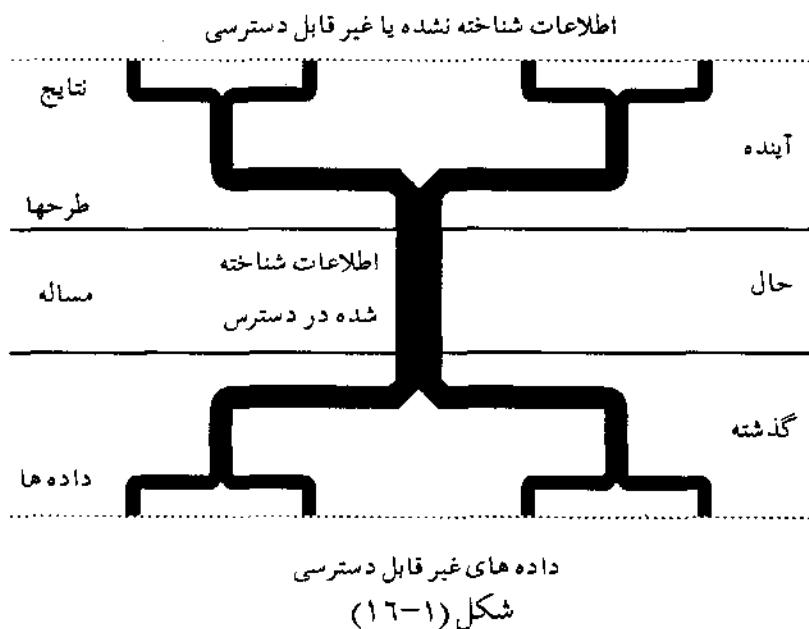 اطلاعات شناخته نشده یا غیر قابل دسترسی
نتایج
آینده
طرحها
اطلاعات شناخته
حال
مساله
شده در دسترس
گذشته
داده ها
داده های غیر قابل دسترسی
شکل (۱-۱٦)